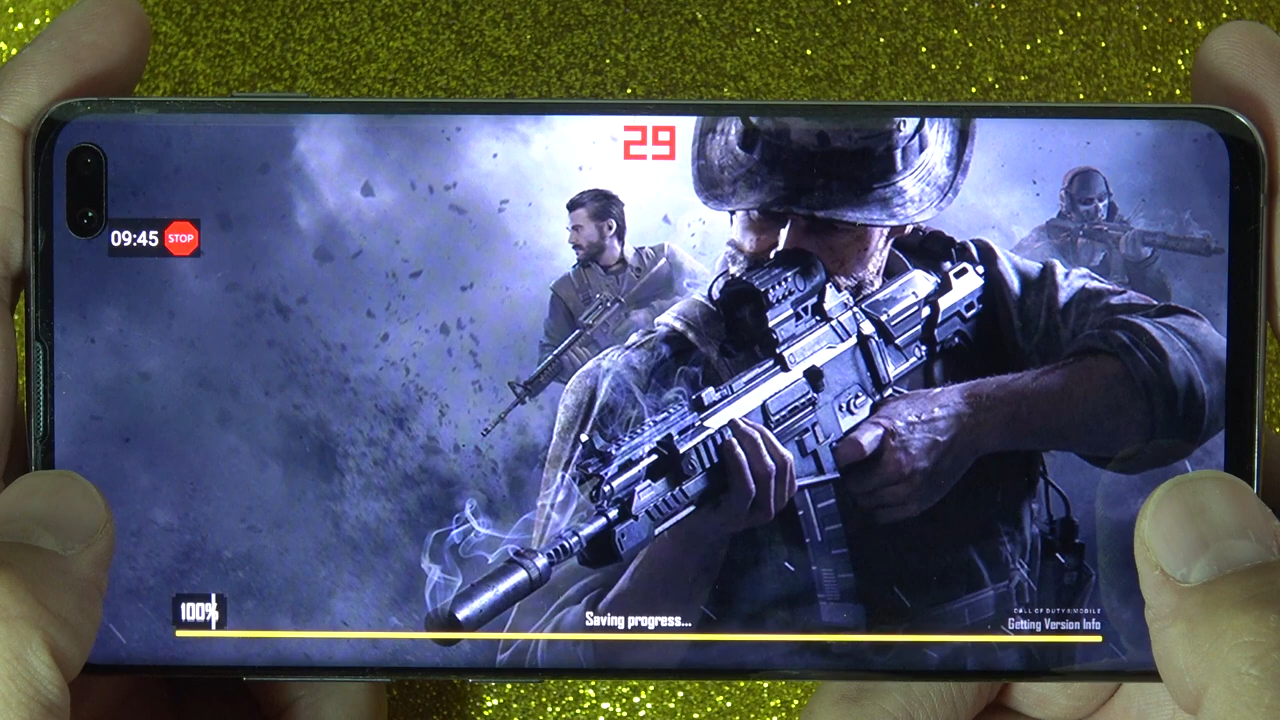 29
09:45 STOP
100%
Saving progress...
CALL OF DUTY MOBILE
Getting Version Info